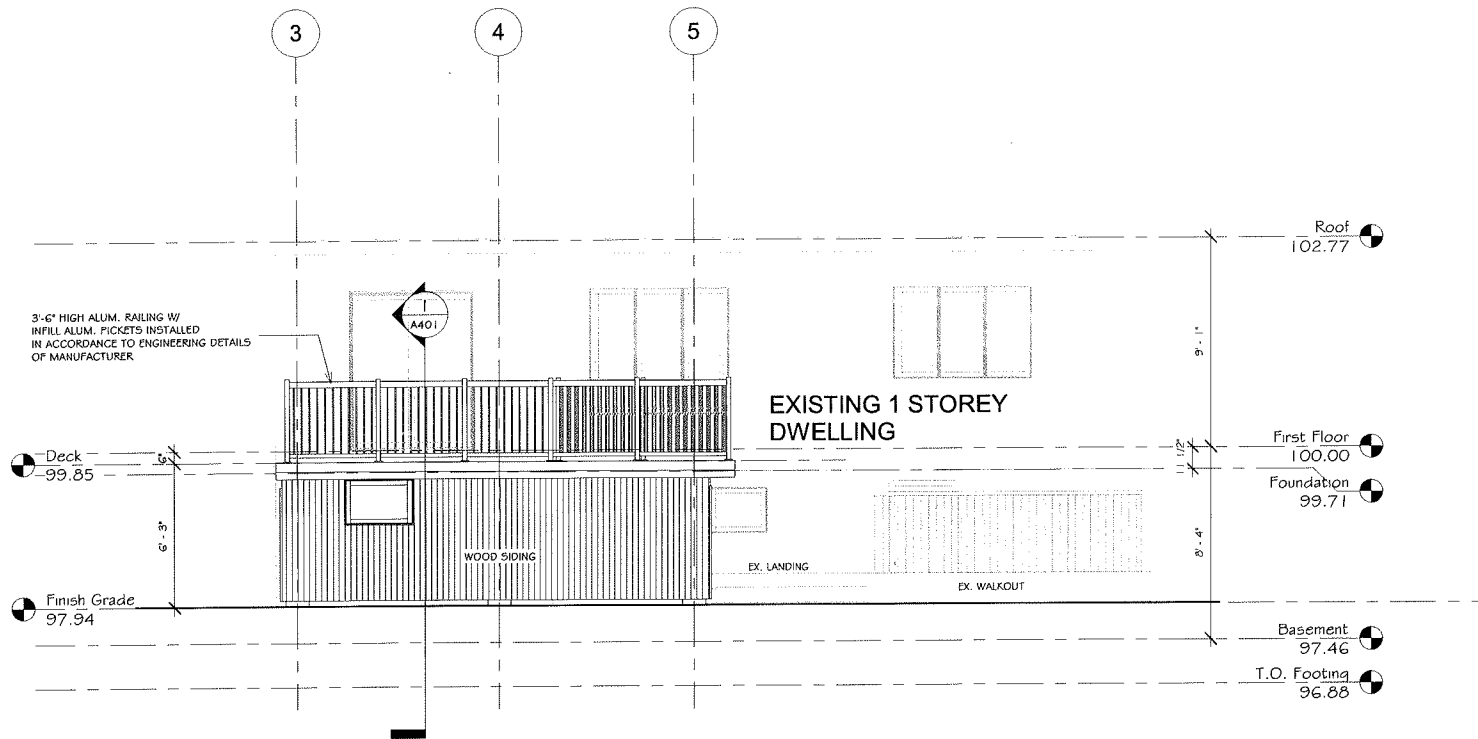 3
4
5
Roof
102.77
1
A401
3'-6" HIGH ALUM. RAILING W/
INFILL ALUM. PICKETS INSTALLED
IN ACCORDANCE TO ENGINEERING DETAILS
OF MANUFACTURER
9' - 1"
EXISTING 1 STOREY
DWELLING
First Floor
100.00
Deck
99.85
6"
11 1/2"
Foundation
99.71
6' - 3"
8' - 4"
WOOD SIDING
EX. LANDING
EX. WALKOUT
Finish Grade
97.94
Basement
97.46
T.O. Footing
96.88